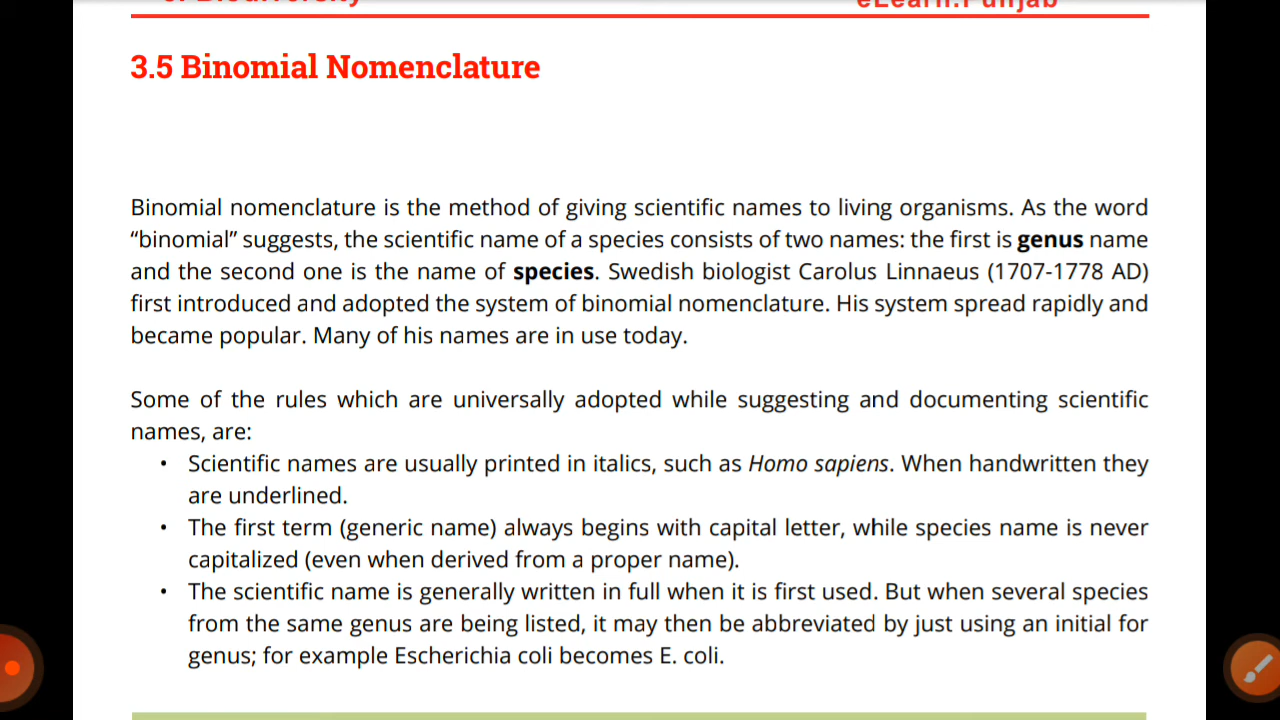 3.5 Binomial Nomenclature
Binomial nomenclature is the method of giving scientific names to living organisms. As the word
“binomial” suggests, the scientific name of a species consists of two names: the first is genus name
and the second one is the name of species. Swedish biologist Carolus Linnaeus (1707-1778 AD)
first introduced and adopted the system of binomial nomenclature. His system spread rapidly and
became popular. Many of his names are in use today.
Some of the rules which are universally adopted while suggesting and documenting scientific
names, are:
• Scientific names are usually printed in italics, such as Homo sapiens. When handwritten they
are underlined.
• The first term (generic name) always begins with capital letter, while species name is never
capitalized (even when derived from a proper name).
• The scientific name is generally written in full when it is first used. But when several species
from the same genus are being listed, it may then be abbreviated by just using an initial for
genus; for example Escherichia coli becomes E. coli.